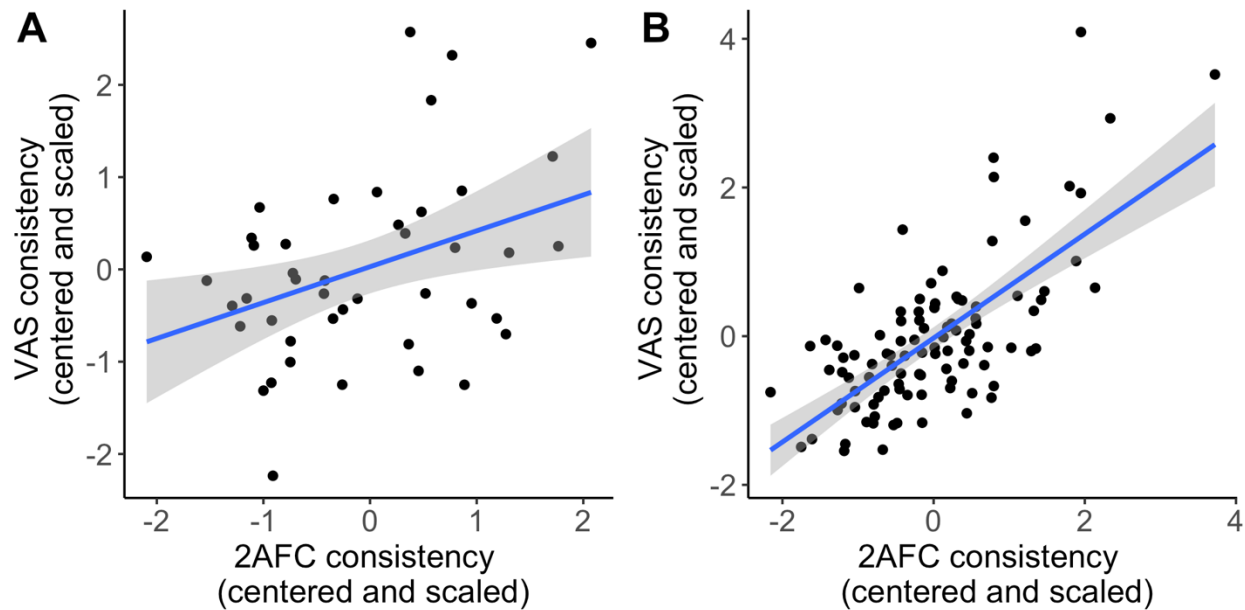 A
VAS consistency
(centered and scaled)
2
1
0
-1
-2
-2
-1
0
1
2
2AFC consistency
(centered and scaled)
B
VAS consistency
(centered and scaled)
4
2
0
-2
-2
0
2
4
2AFC consistency
(centered and scaled)